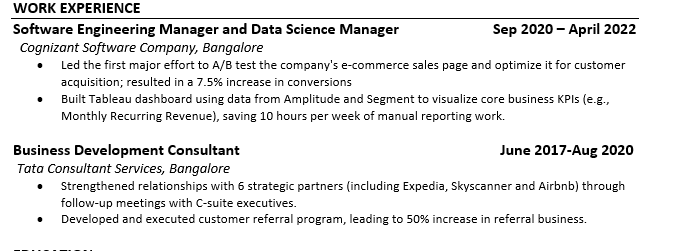 WORK EXPERIENCE
Software Engineering Manager and Data Science Manager Sep 2020 – April 2022
Cognizant Software Company, Bangalore
• Led the first major effort to A/B test the company's e-commerce sales page and optimize it for customer
acquisition; resulted in a 7.5% increase in conversions
• Built Tableau dashboard using data from Amplitude and Segment to visualize core business KPIs (e.g.,
Monthly Recurring Revenue), saving 10 hours per week of manual reporting work.
Business Development Consultant June 2017-Aug 2020
Tata Consultant Services, Bangalore
• Strengthened relationships with 6 strategic partners (including Expedia, Skyscanner and Airbnb) through
follow-up meetings with C-suite executives.
• Developed and executed customer referral program, leading to 50% increase in referral business.